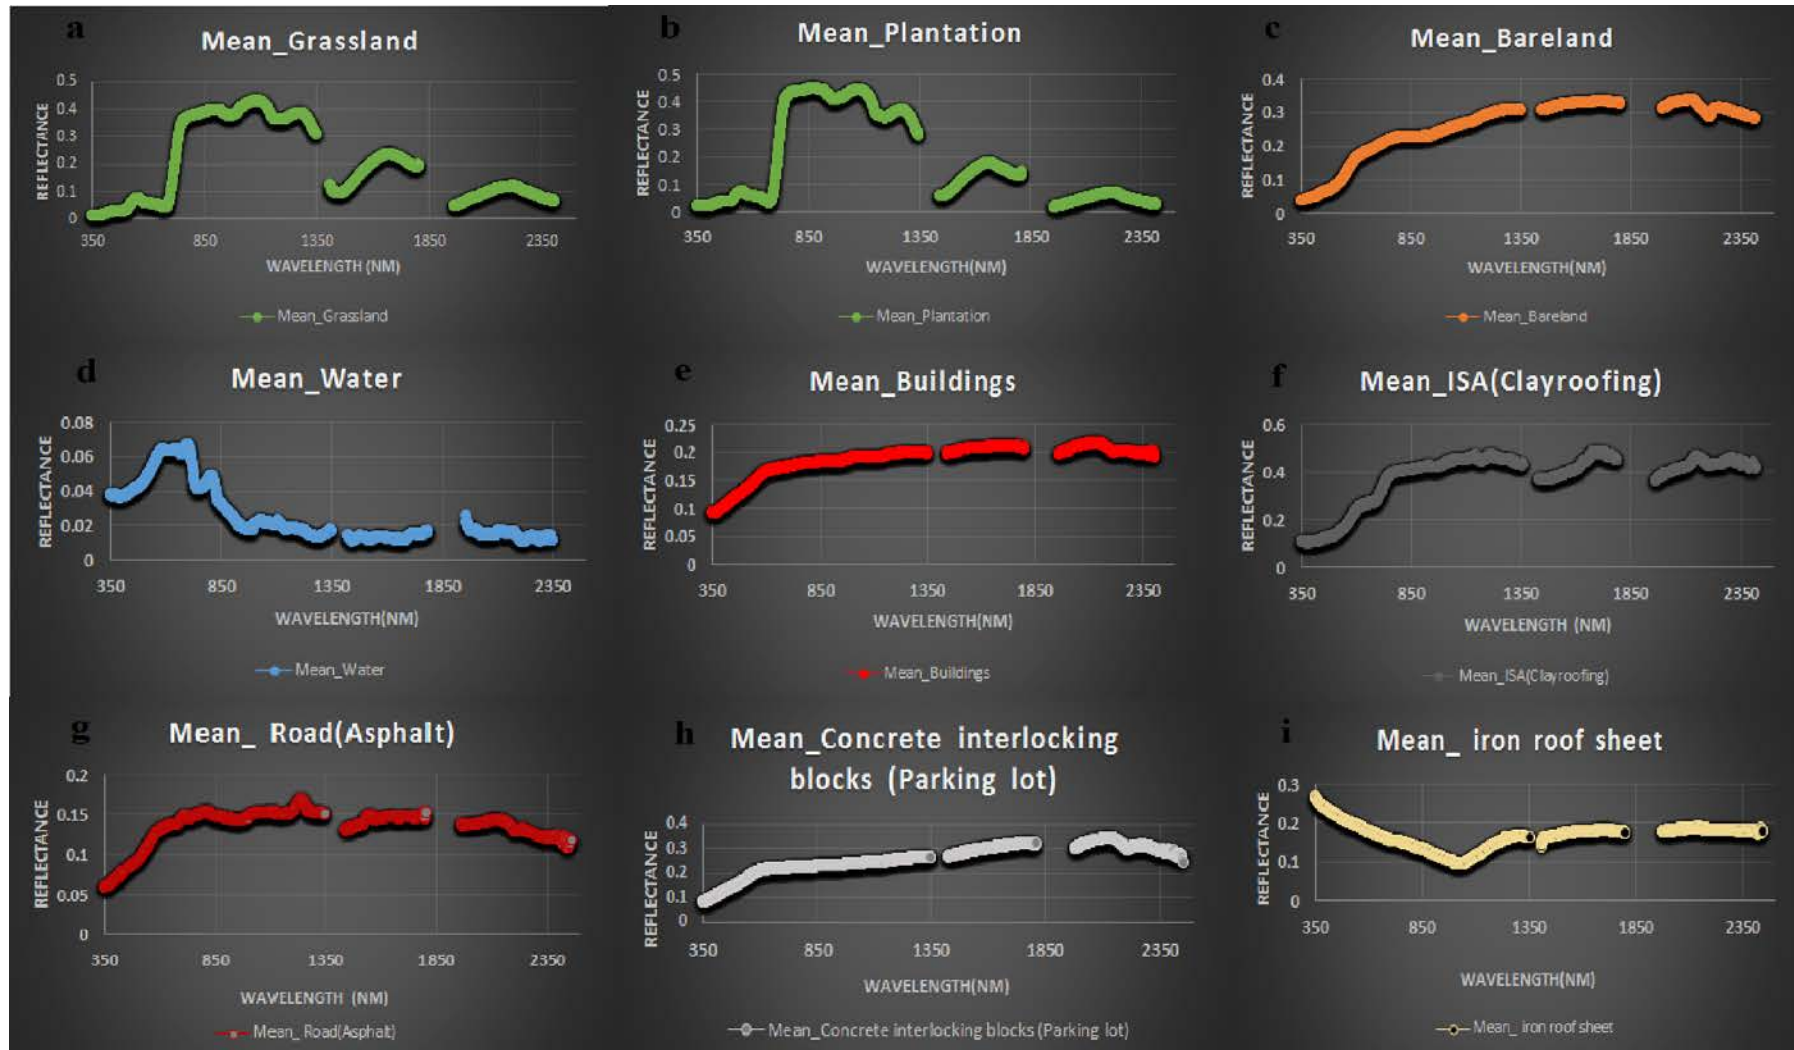 a
Mean_Grassland
REFLECTANCE
0.5
0.4
0.3
0.2
0.1
0
350 850 1350 1850 2350
WAVELENGTH (NM)
Mean_Grassland
b
Mean_Plantation
REFLECTANCE
0.5
0.4
0.3
0.2
0.1
0
350 850 1350 1850 2350
WAVELENGTH(NM)
Mean_Plantation
c
Mean_Bareland
REFLECTANCE
0.4
0.3
0.2
0.1
0
350 850 1350 1850 2350
WAVELENGTH(NM)
Mean_Bareland
d
Mean_Water
REFLECTANCE
0.08
0.06
0.04
0.02
0
350 850 1350 1850 2350
WAVELENGTH(NM)
Mean_Water
e
Mean_Buildings
REFLECTANCE
0.25
0.2
0.15
0.1
0.05
0
350 850 1350 1850 2350
WAVELENGTH(NM)
Mean_Buildings
f
Mean_ISA(Clayroofing)
REFLECTANCE
0.6
0.4
0.2
0
350 850 1350 1850 2350
WAVELENGTH (NM)
Mean_ISA(Clayroofing)
g
Mean_ Road(Asphalt)
REFLECTANCE
0.2
0.15
0.1
0.05
0
350 850 1350 1850 2350
WAVELENGTH (NM)
Mean_ Road(Asphalt)
h
Mean_Concrete interlocking
blocks (Parking lot)
REFLECTANCE
0.4
0.3
0.2
0.1
0
350 850 1350 1850 2350
WAVELENGTH(NM)
Mean_Concrete interlocking blocks (Parking lot)
i
Mean_ iron roof sheet
REFLECTANCE
0.3
0.2
0.1
0
350 850 1350 1850 2350
WAVELENGTH(NM)
Mean_ iron roof sheet